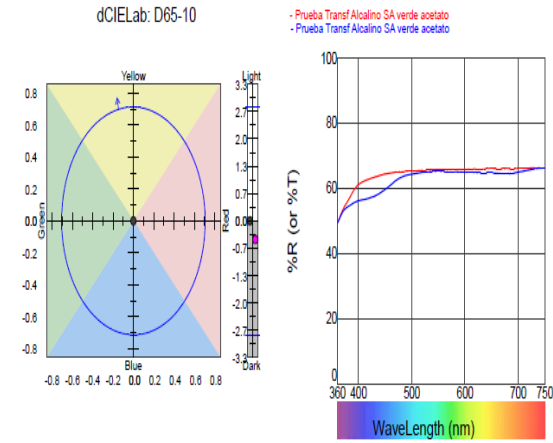 dCIELab: D65-10
- Prueba Transf Alcalino SA verde acetato
- Prueba Transf Alcalino SA verde acetato
Yellow
Light
Green
Red
Blue
Dark
0.8
0.6
0.4
0.2
0.0
-0.2
-0.4
-0.6
-0.8
-0.8 -0.6 -0.4 -0.2 0.0 0.2 0.4 0.6 0.8
3.3
2.7
2.0
1.3
0.7
0.0
-0.7
-1.3
-2.0
-2.7
-3.3
%R (or %T)
100
80
60
40
20
0
360 400 500 600 700 750
WaveLength (nm)